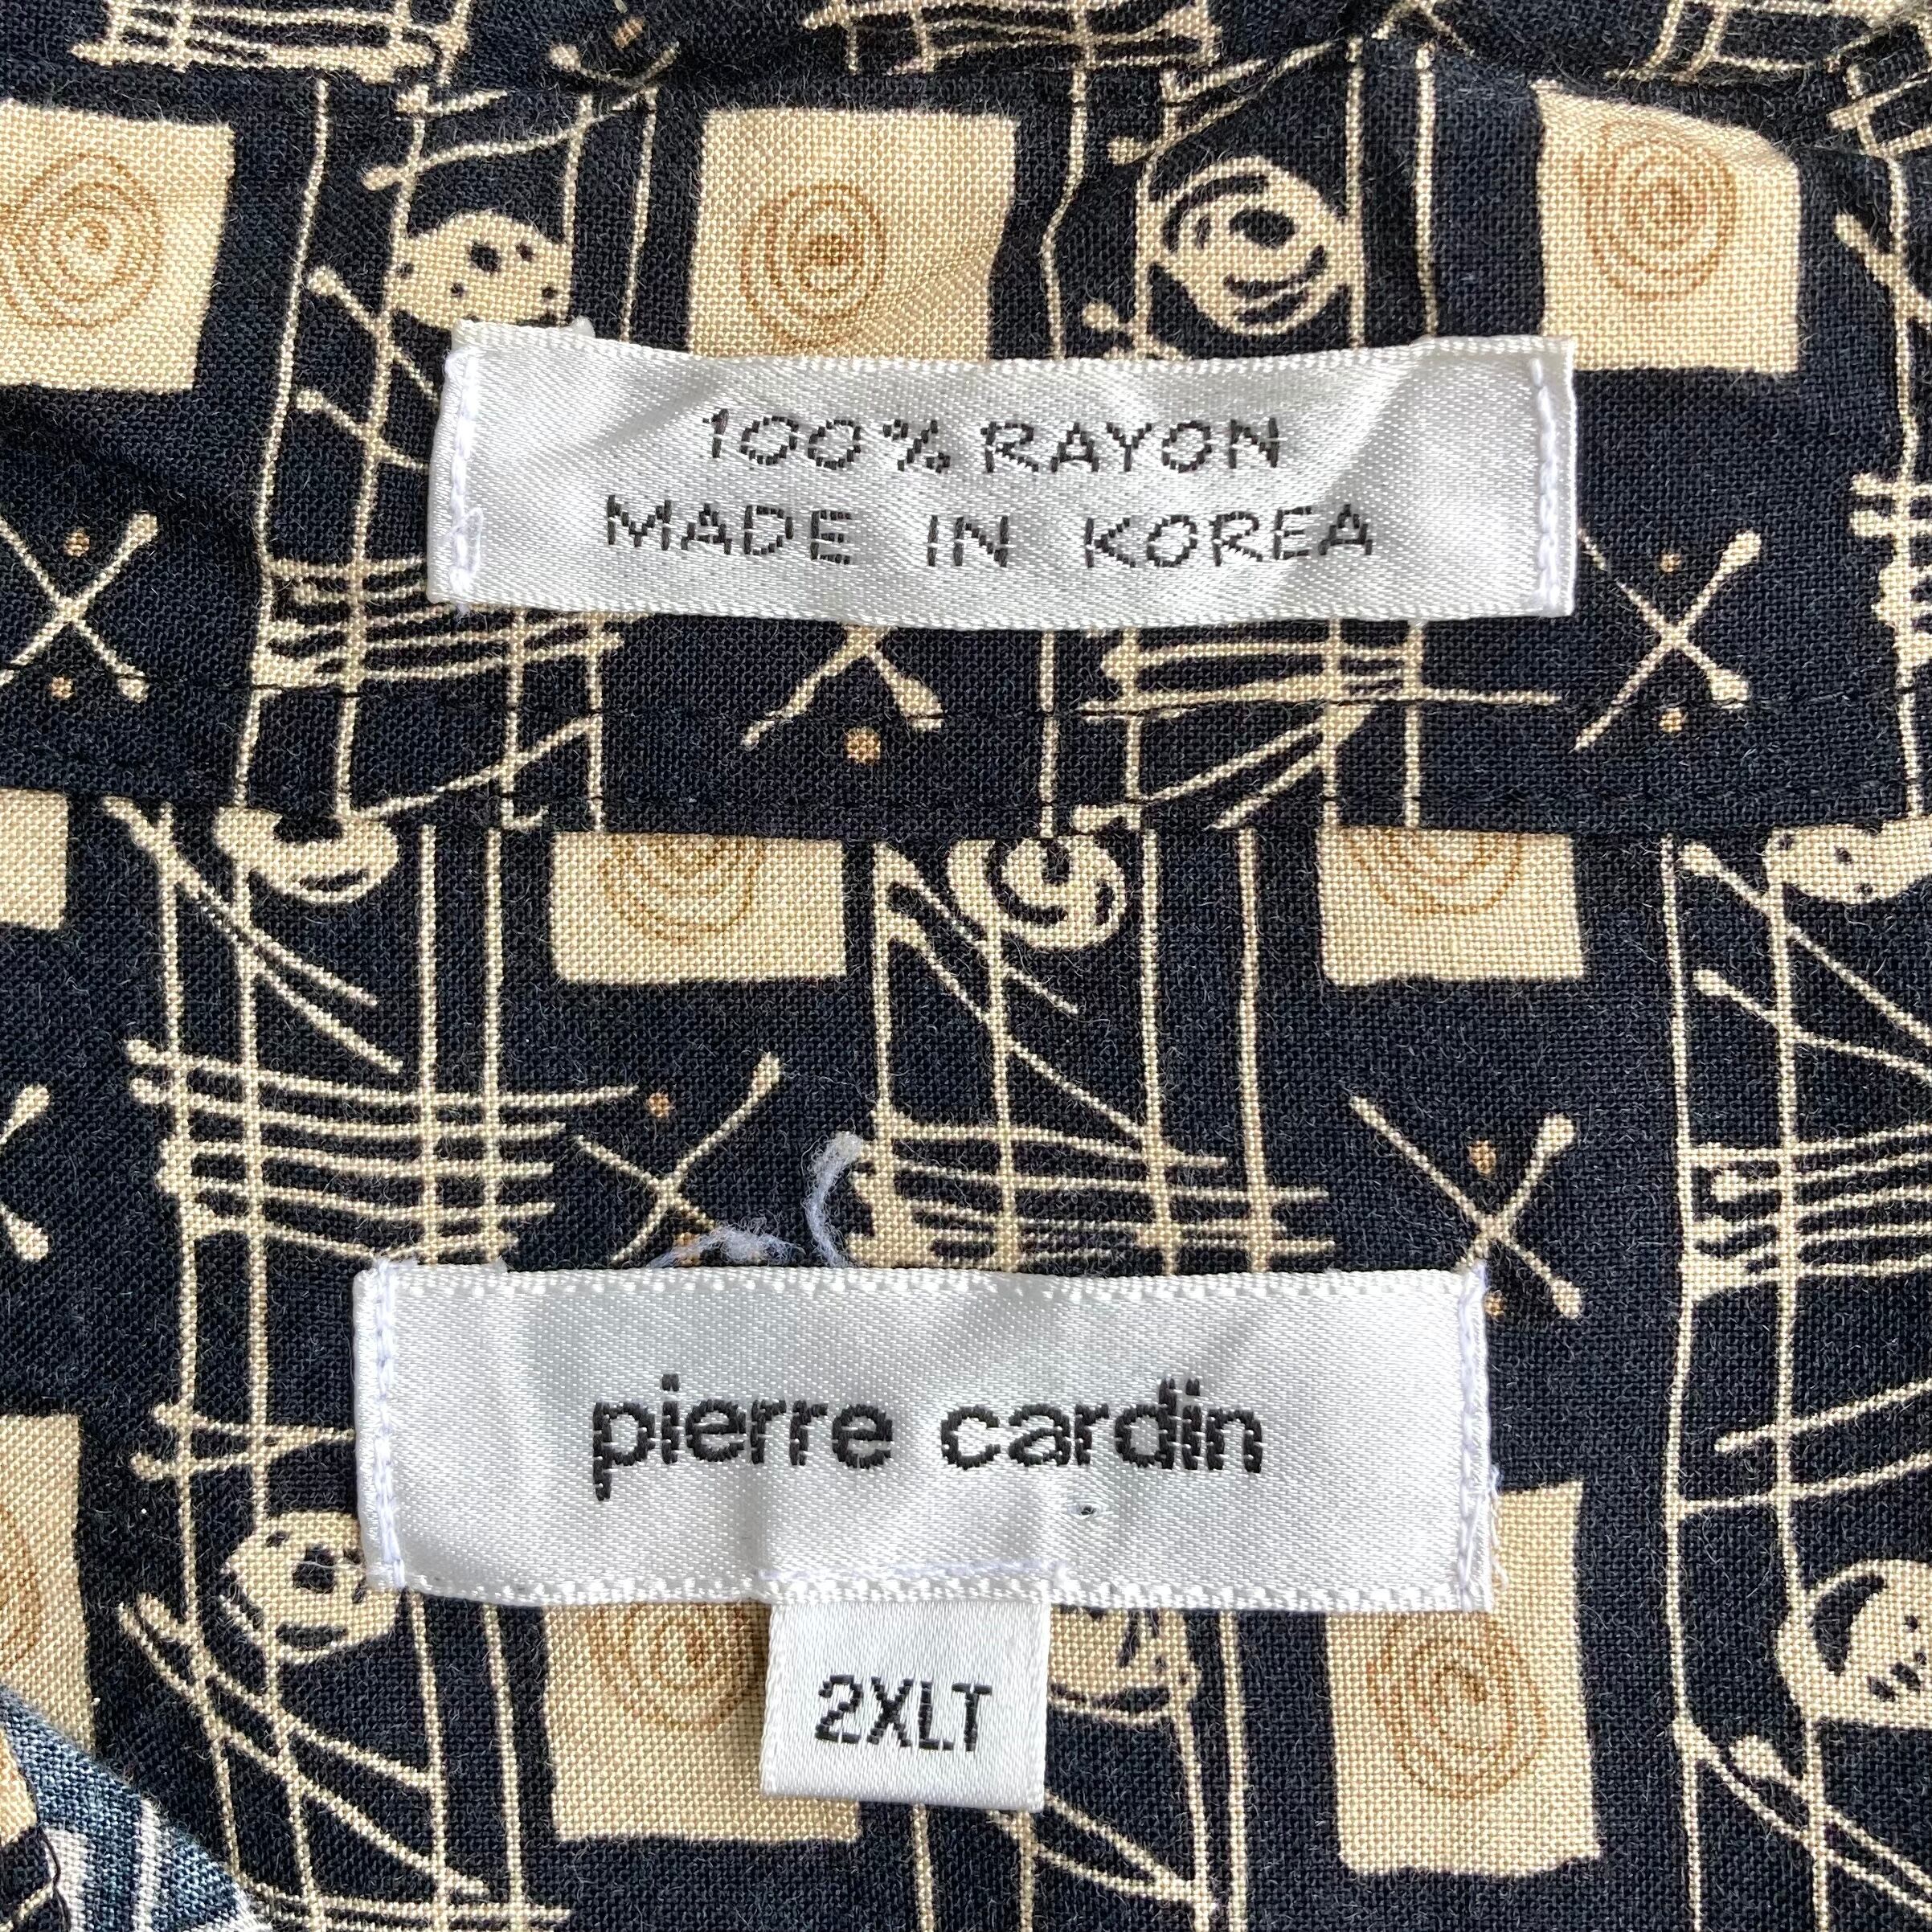 100% RAYON
MADE IN KOREA
pierre cardin
2XLT